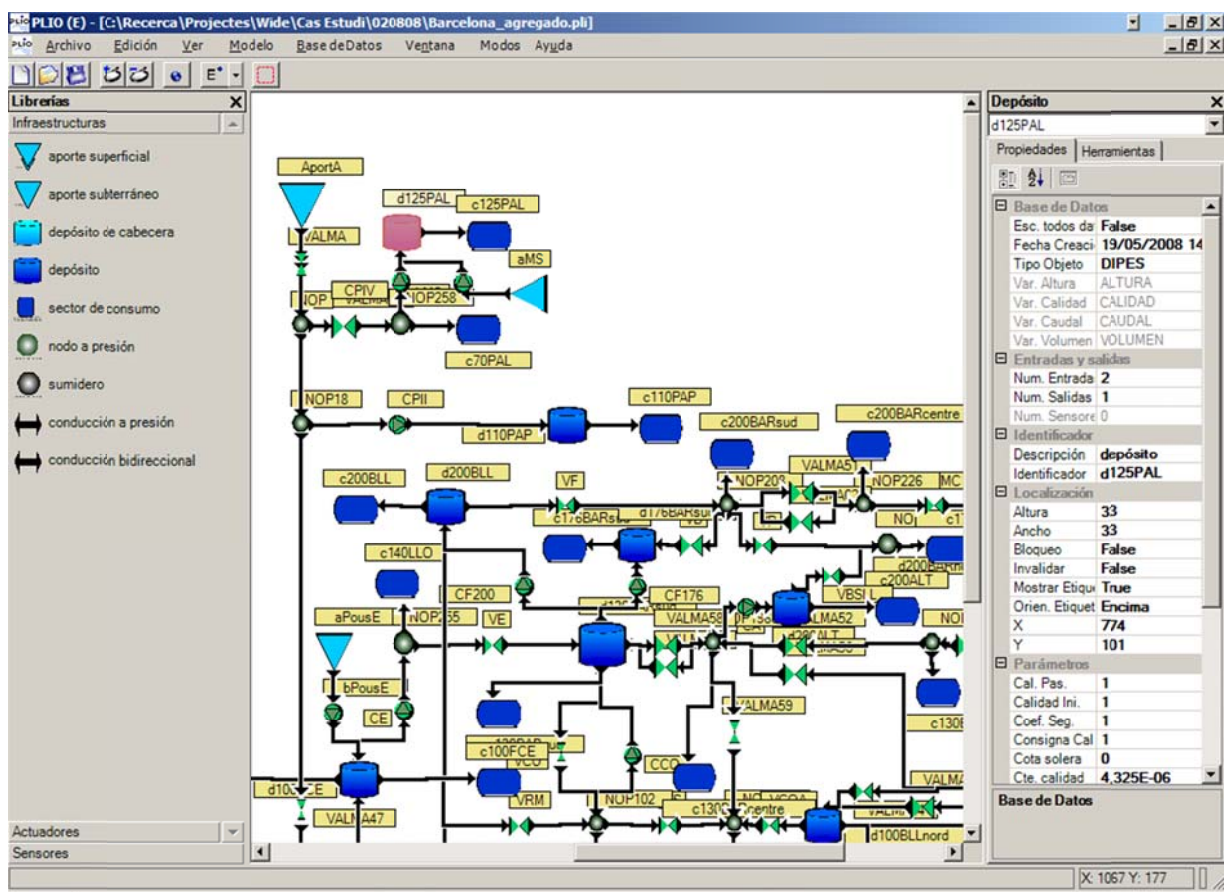 PLIO (E) - [C:\Recerca\Projectes\Wide\Cas Estudi\020808\Barcelona_agregado.pli]
Archivo Edición Ver Modelo Base de Datos Ventana Modos Ayuda
Librerías
Infraestructuras
aporte superficial
aporte subterráneo
depósito de cabecera
depósito
sector de consumo
nodo a presión
sumidero
conducción a presión
conducción bidireccional
Actuadores
Sensores
AportA
d125PAL
c125PAL
VALMA
aMS
CPIV
NOP258
c70PAL
NOP18
CPII
c110PAP
d110PAP
c200BARsud
c200BARcentre
c200BLL
d200BLL
VF
VALMA51
NOP226
MC
c176BARsud
c140LLO
CF200
CF176
c200ALT
aPousE
VE
VALMA58
VALMA52
bPousE
CE
VALMA59
c100FCE
CCO
VALMA47
VRM
NOP102
d100BLLnord
Depósito
d125PAL
Propiedades Herramientas
Base de Datos
Esc. todos da False
Fecha Creaci 19/05/2008 14
Tipo Objeto DIPES
Var. Altura ALTURA
Var. Calidad CALIDAD
Var. Caudal CAUDAL
Var. Volumen VOLUMEN
Entradas y salidas
Num. Entrada 2
Num. Salidas 1
Num. Sensore 0
Identificador
Descripción depósito
Identificador d125PAL
Localización
Altura 33
Ancho 33
Bloqueo False
Invalidar False
Mostrar Etique True
Orien. Etiquet Encima
X 774
Y 101
Parámetros
Cal. Pas. 1
Calidad Ini. 1
Coef. Seg. 1
Consigna Cal 1
Cota solera 0
Cte. calidad 4,325E-06
Base de Datos
X: 1067 Y: 177